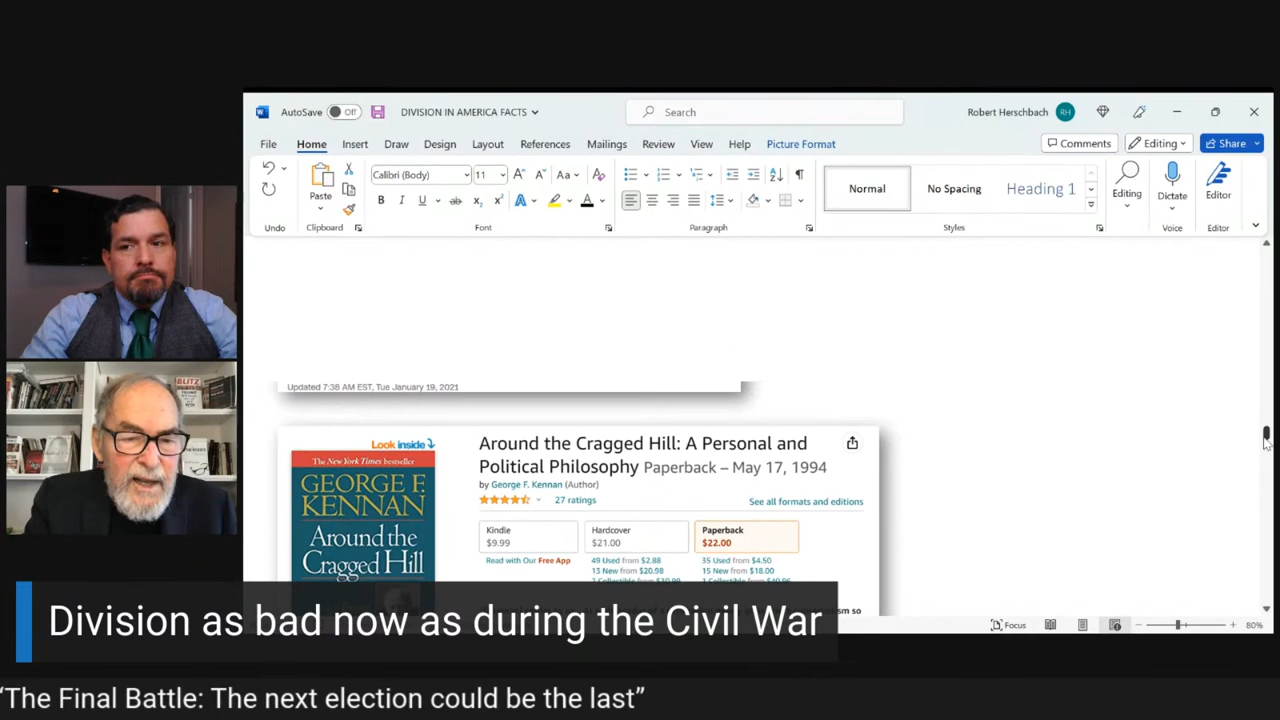 AutoSave Off DIVISION IN AMERICA FACTS Search Robert Herschbach RH
File Home Insert Draw Design Layout References Mailings Review View Help Picture Format Comments Editing Share
Calibri (Body) 11 Aa
Paste
Normal No Spacing Heading 1
Editing Dictate Editor
Undo Clipboard Font Paragraph Styles Voice Editor
Updated 7:38 AM EST, Tue January 19, 2021
Look inside
The New York Times bestseller
GEORGE F.
KENNAN
Around the
Cragged Hill
Around the Cragged Hill: A Personal and
Political Philosophy Paperback – May 17, 1994
by George F. Kennan (Author)
27 ratings
See all formats and editions
Kindle
$9.99
Hardcover
$21.00
Paperback
$22.00
Read with Our Free App
49 Used from $2.88
13 New from $20.98
35 Used from $4.50
15 New from $18.00
BLITZ
Division as bad now as during the Civil War
Focus 80%
“The Final Battle: The next election could be the last”